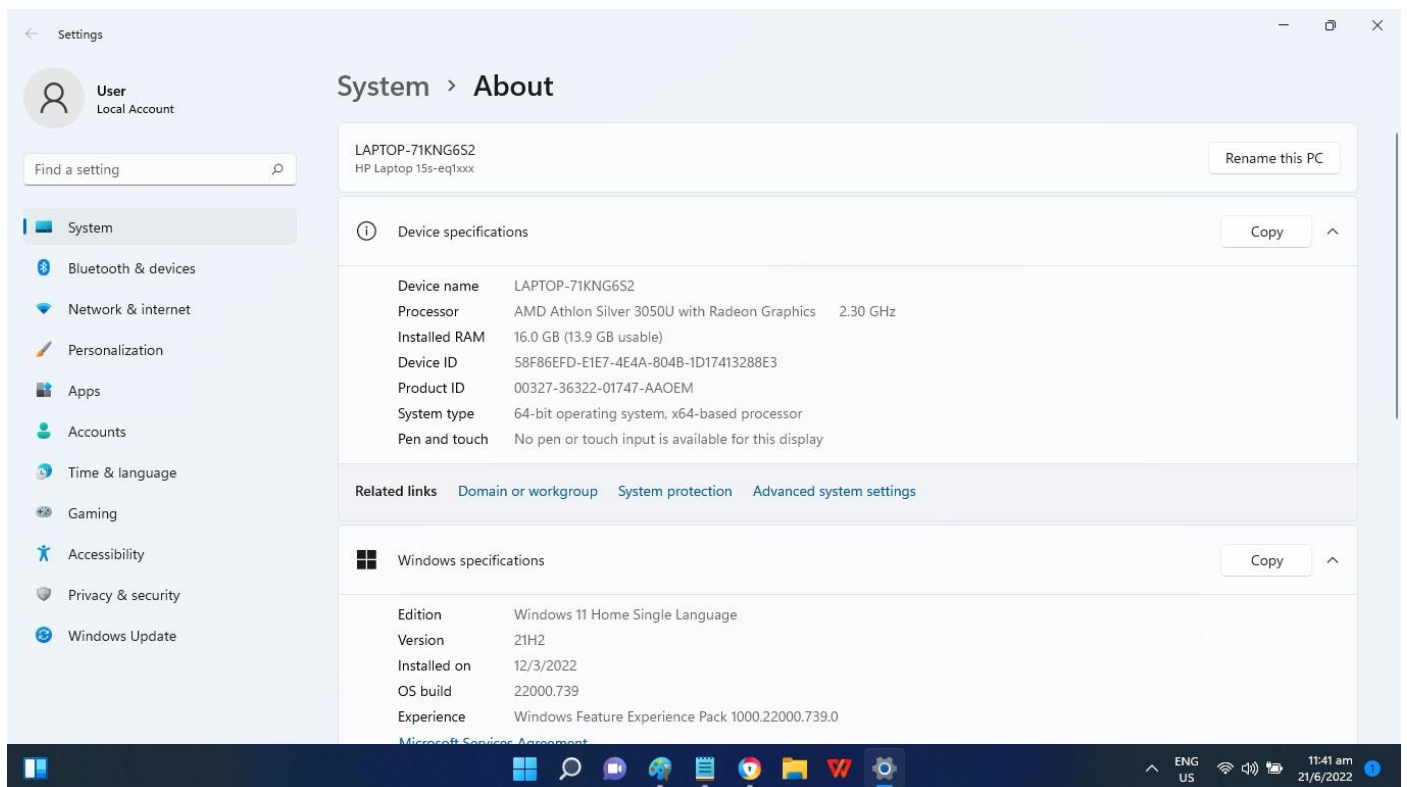 Settings
User
Local Account
Find a setting
System
Bluetooth & devices
Network & internet
Personalization
Apps
Accounts
Time & language
Gaming
Accessibility
Privacy & security
Windows Update
System > About
LAPTOP-71KNG6S2
HP Laptop 15s-eq1xxx
Rename this PC
Device specifications
Copy
Device name LAPTOP-71KNG6S2
Processor AMD Athlon Silver 3050U with Radeon Graphics 2.30 GHz
Installed RAM 16.0 GB (13.9 GB usable)
Device ID 58F86EFD-E1E7-4E4A-804B-1D17413288E3
Product ID 00327-36322-01747-AAOEM
System type 64-bit operating system, x64-based processor
Pen and touch No pen or touch input is available for this display
Related links Domain or workgroup System protection Advanced system settings
Windows specifications
Copy
Edition Windows 11 Home Single Language
Version 21H2
Installed on 12/3/2022
OS build 22000.739
Experience Windows Feature Experience Pack 1000.22000.739.0
Microsoft Services Agreement
ENG
US
11:41 am
21/6/2022
1